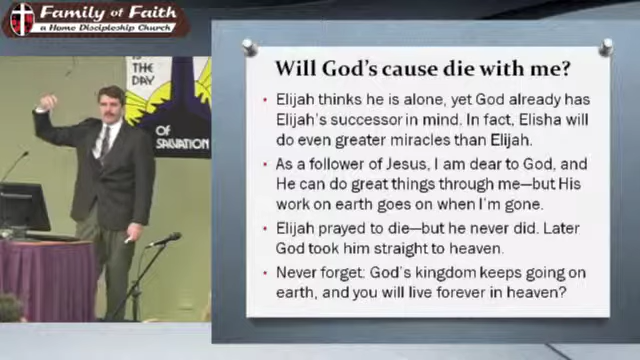 Family of Faith
a Home Discipleship Church
IS THE
DAY
OF
SALVATION
Will God's cause die with me?
• Elijah thinks he is alone, yet God already has
Elijah's successor in mind. In fact, Elisha will
do even greater miracles than Elijah.
• As a follower of Jesus, I am dear to God, and
He can do great things through me—but His
work on earth goes on when I'm gone.
• Elijah prayed to die—but he never did. Later
God took him straight to heaven.
• Never forget: God's kingdom keeps going on
earth, and you will live forever in heaven?